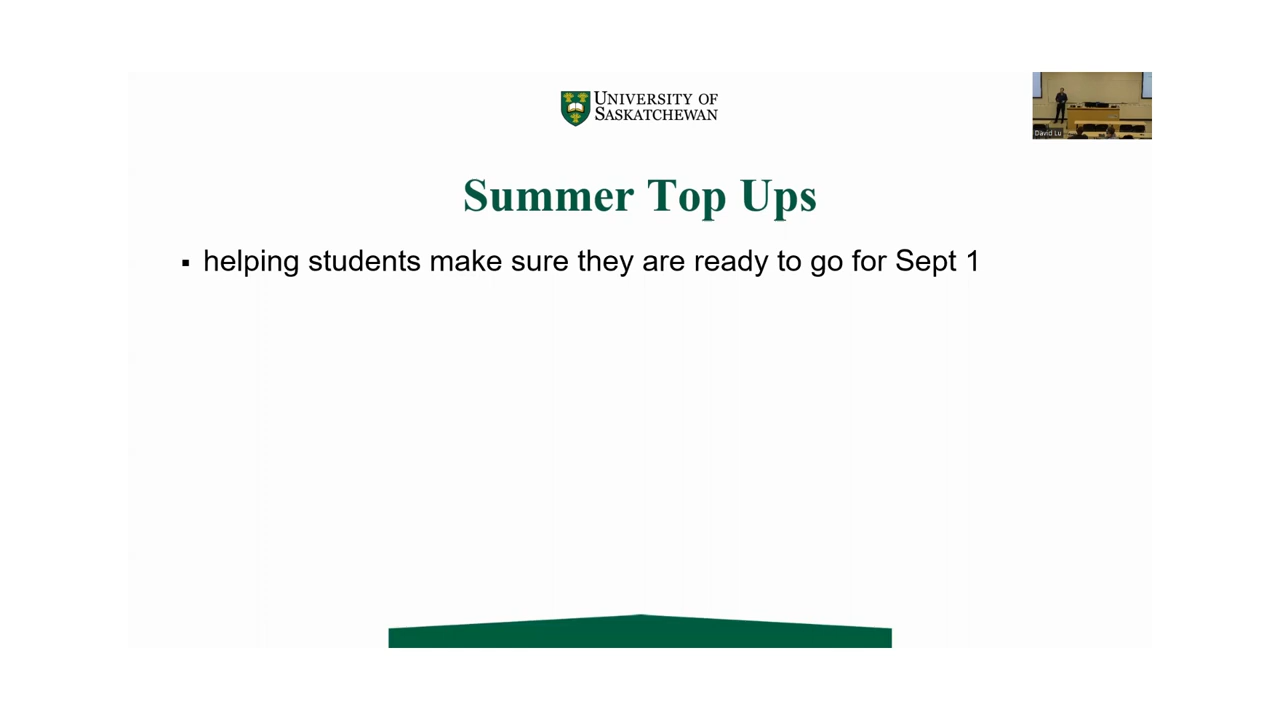 UNIVERSITY OF
SASKATCHEWAN
David Lu
Summer Top Ups
▪ helping students make sure they are ready to go for Sept 1